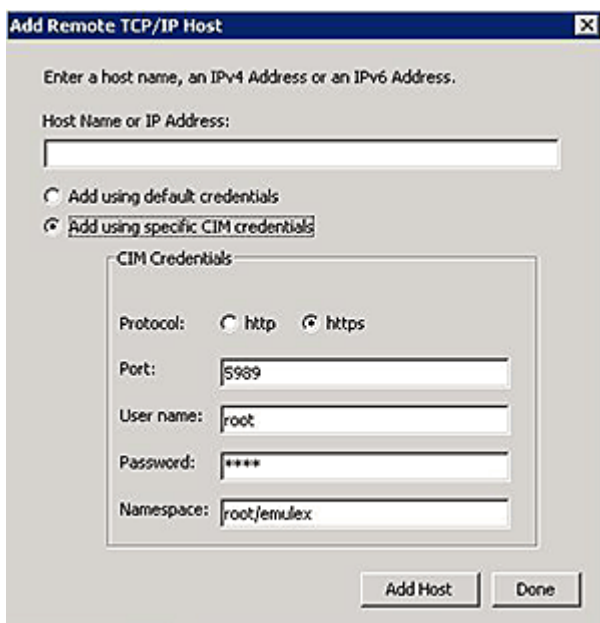 Add Remote TCP/IP Host
Enter a host name, an IPv4 Address or an IPv6 Address.
Host Name or IP Address:
Add using default credentials
Add using specific CIM credentials
CIM Credentials
Protocol: http https
Port: 5989
User name: root
Password: ****
Namespace: root/emulex
Add Host Done